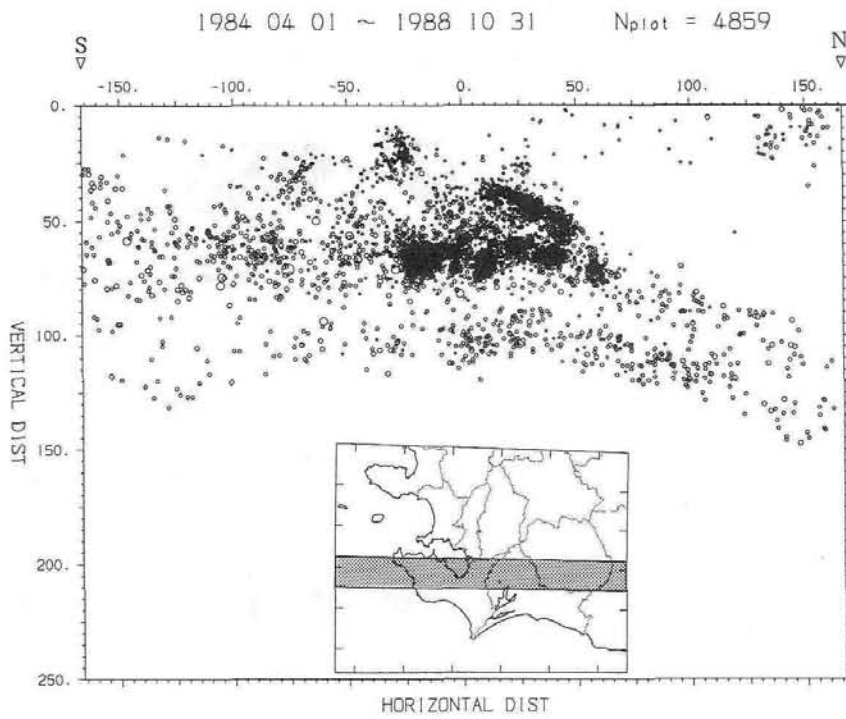 1984 04 01 ~ 1988 10 31 Nplot = 4859
S N
-150. -100. -50. 0. 50. 100. 150.
0.
50.
100.
150.
200.
250.
VERTICAL DIST
HORIZONTAL DIST